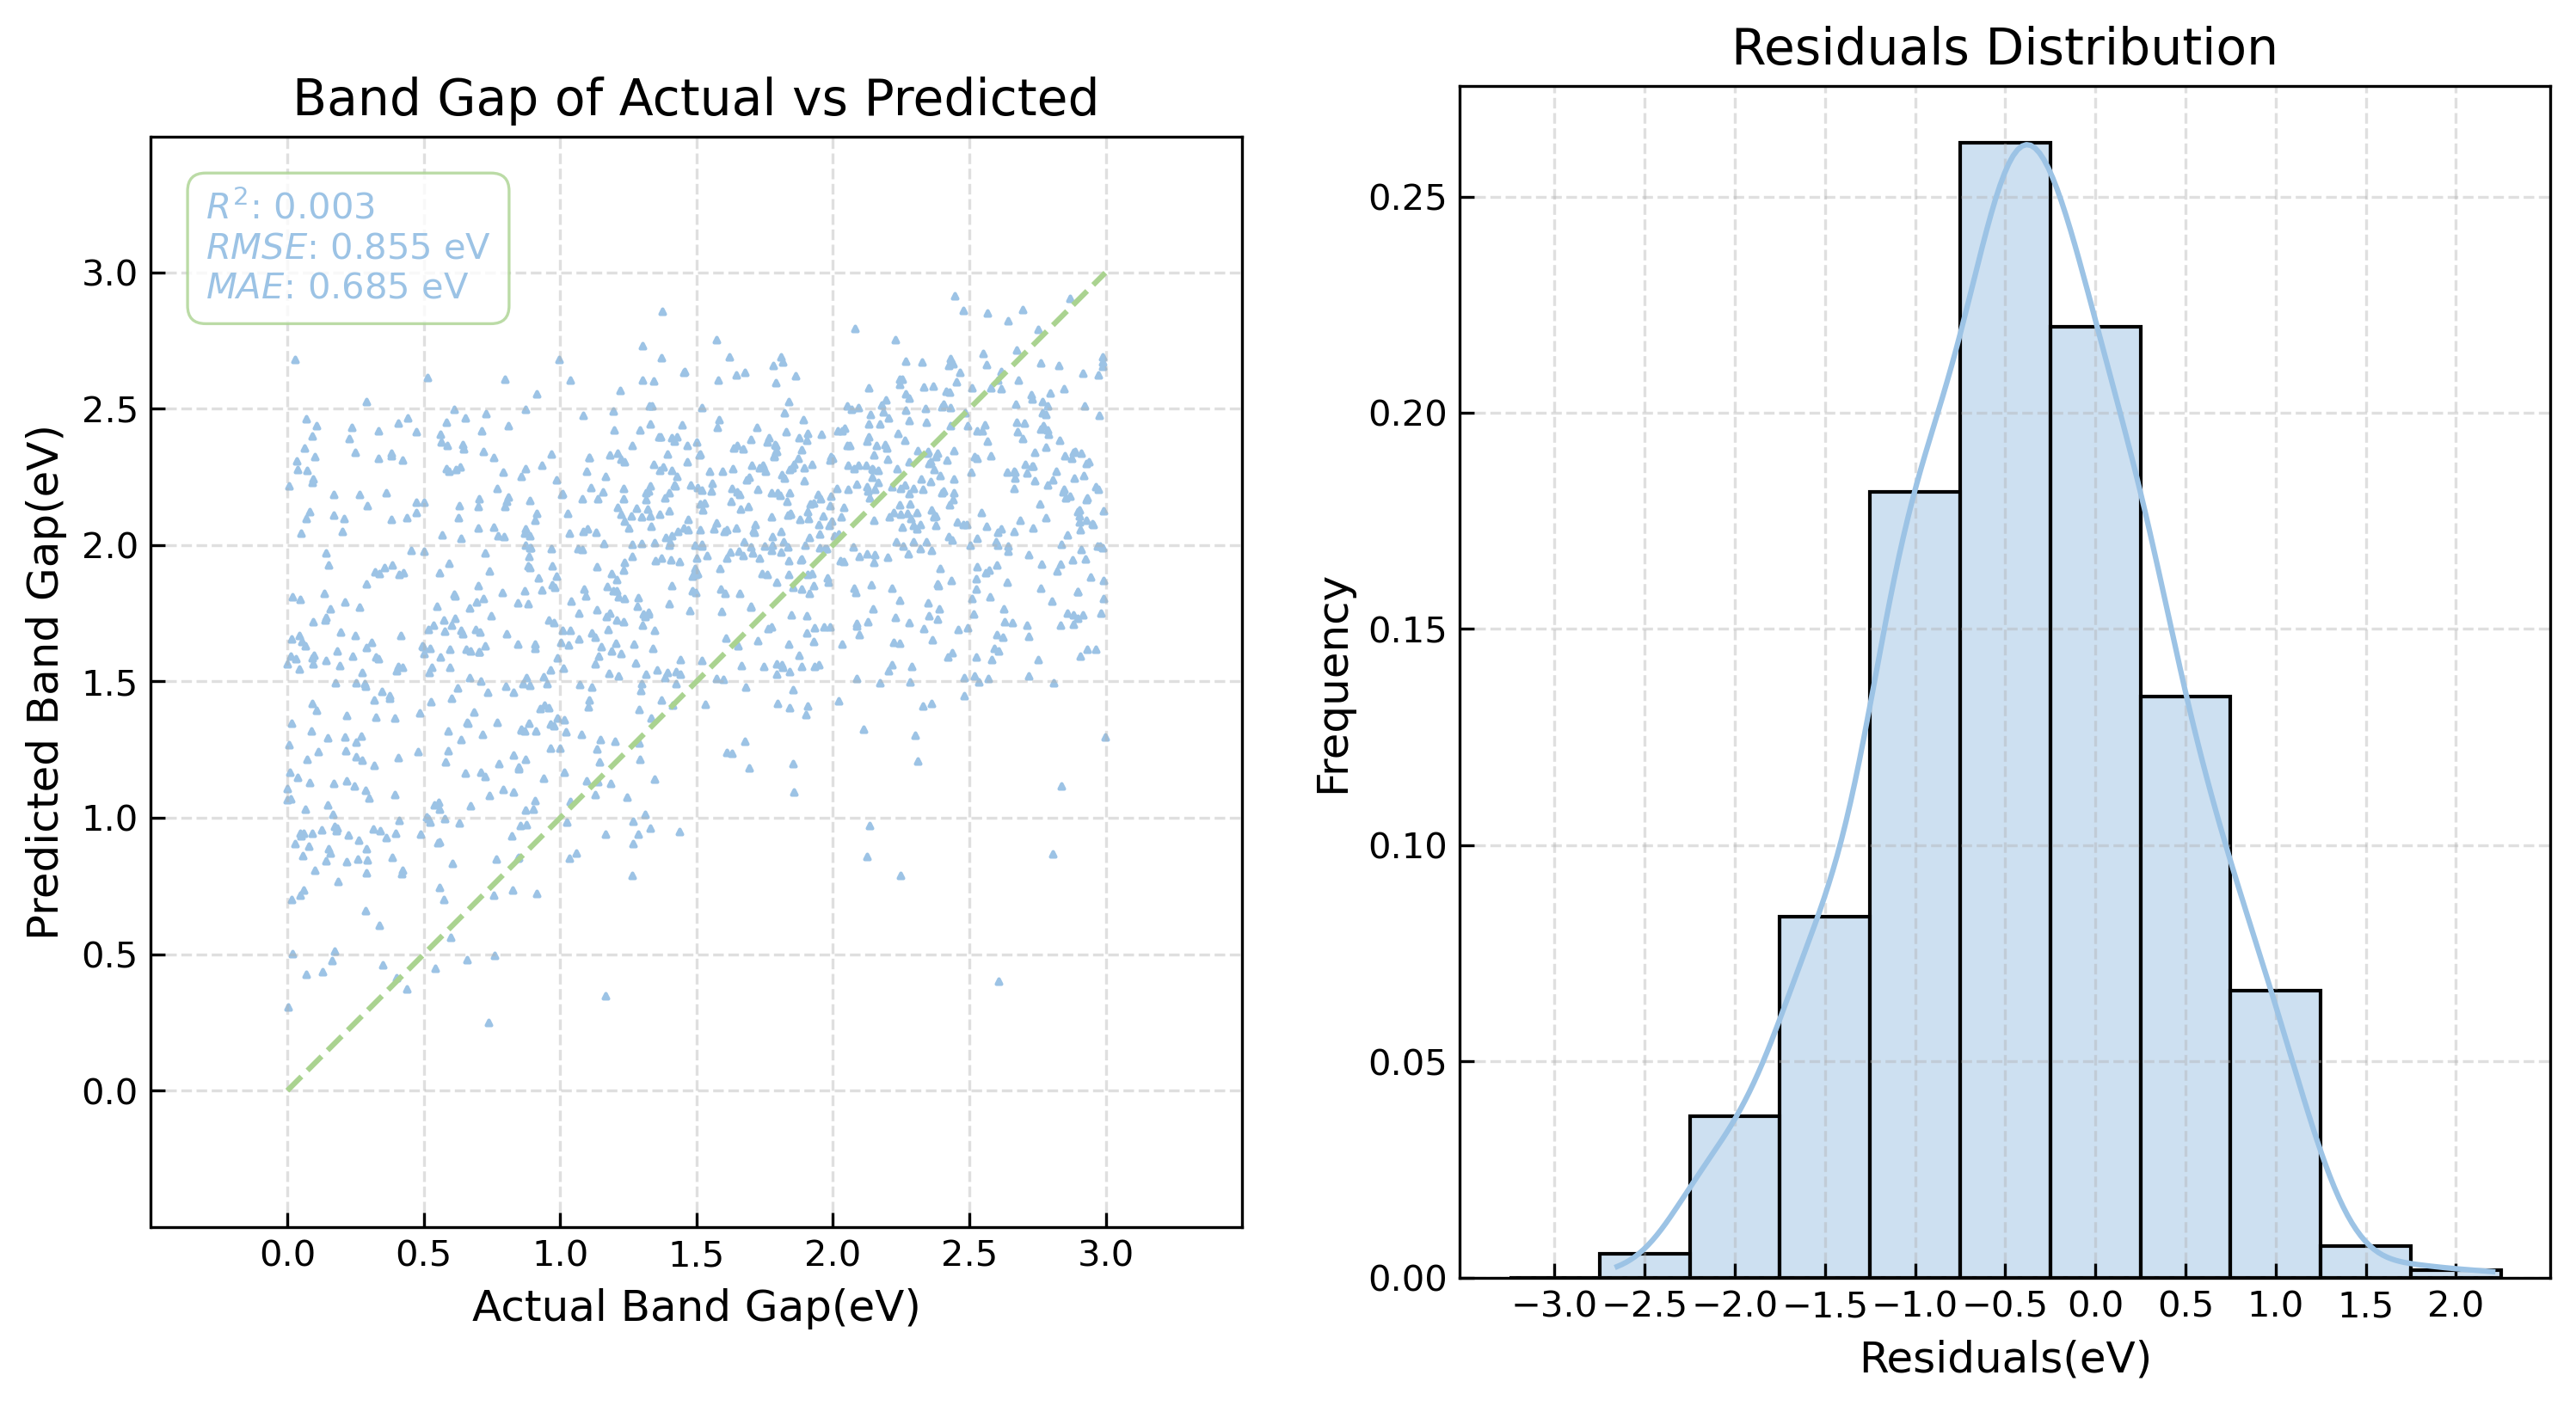 Band Gap of Actual vs Predicted
R²: 0.003
RMSE: 0.855 eV
MAE: 0.685 eV
Predicted Band Gap(eV)
3.0
2.5
2.0
1.5
1.0
0.5
0.0
0.0 0.5 1.0 1.5 2.0 2.5 3.0
Actual Band Gap(eV)
Residuals Distribution
Frequency
0.25
0.20
0.15
0.10
0.05
0.00
−3.0 −2.5 −2.0 −1.5 −1.0 −0.5 0.0 0.5 1.0 1.5 2.0
Residuals(eV)